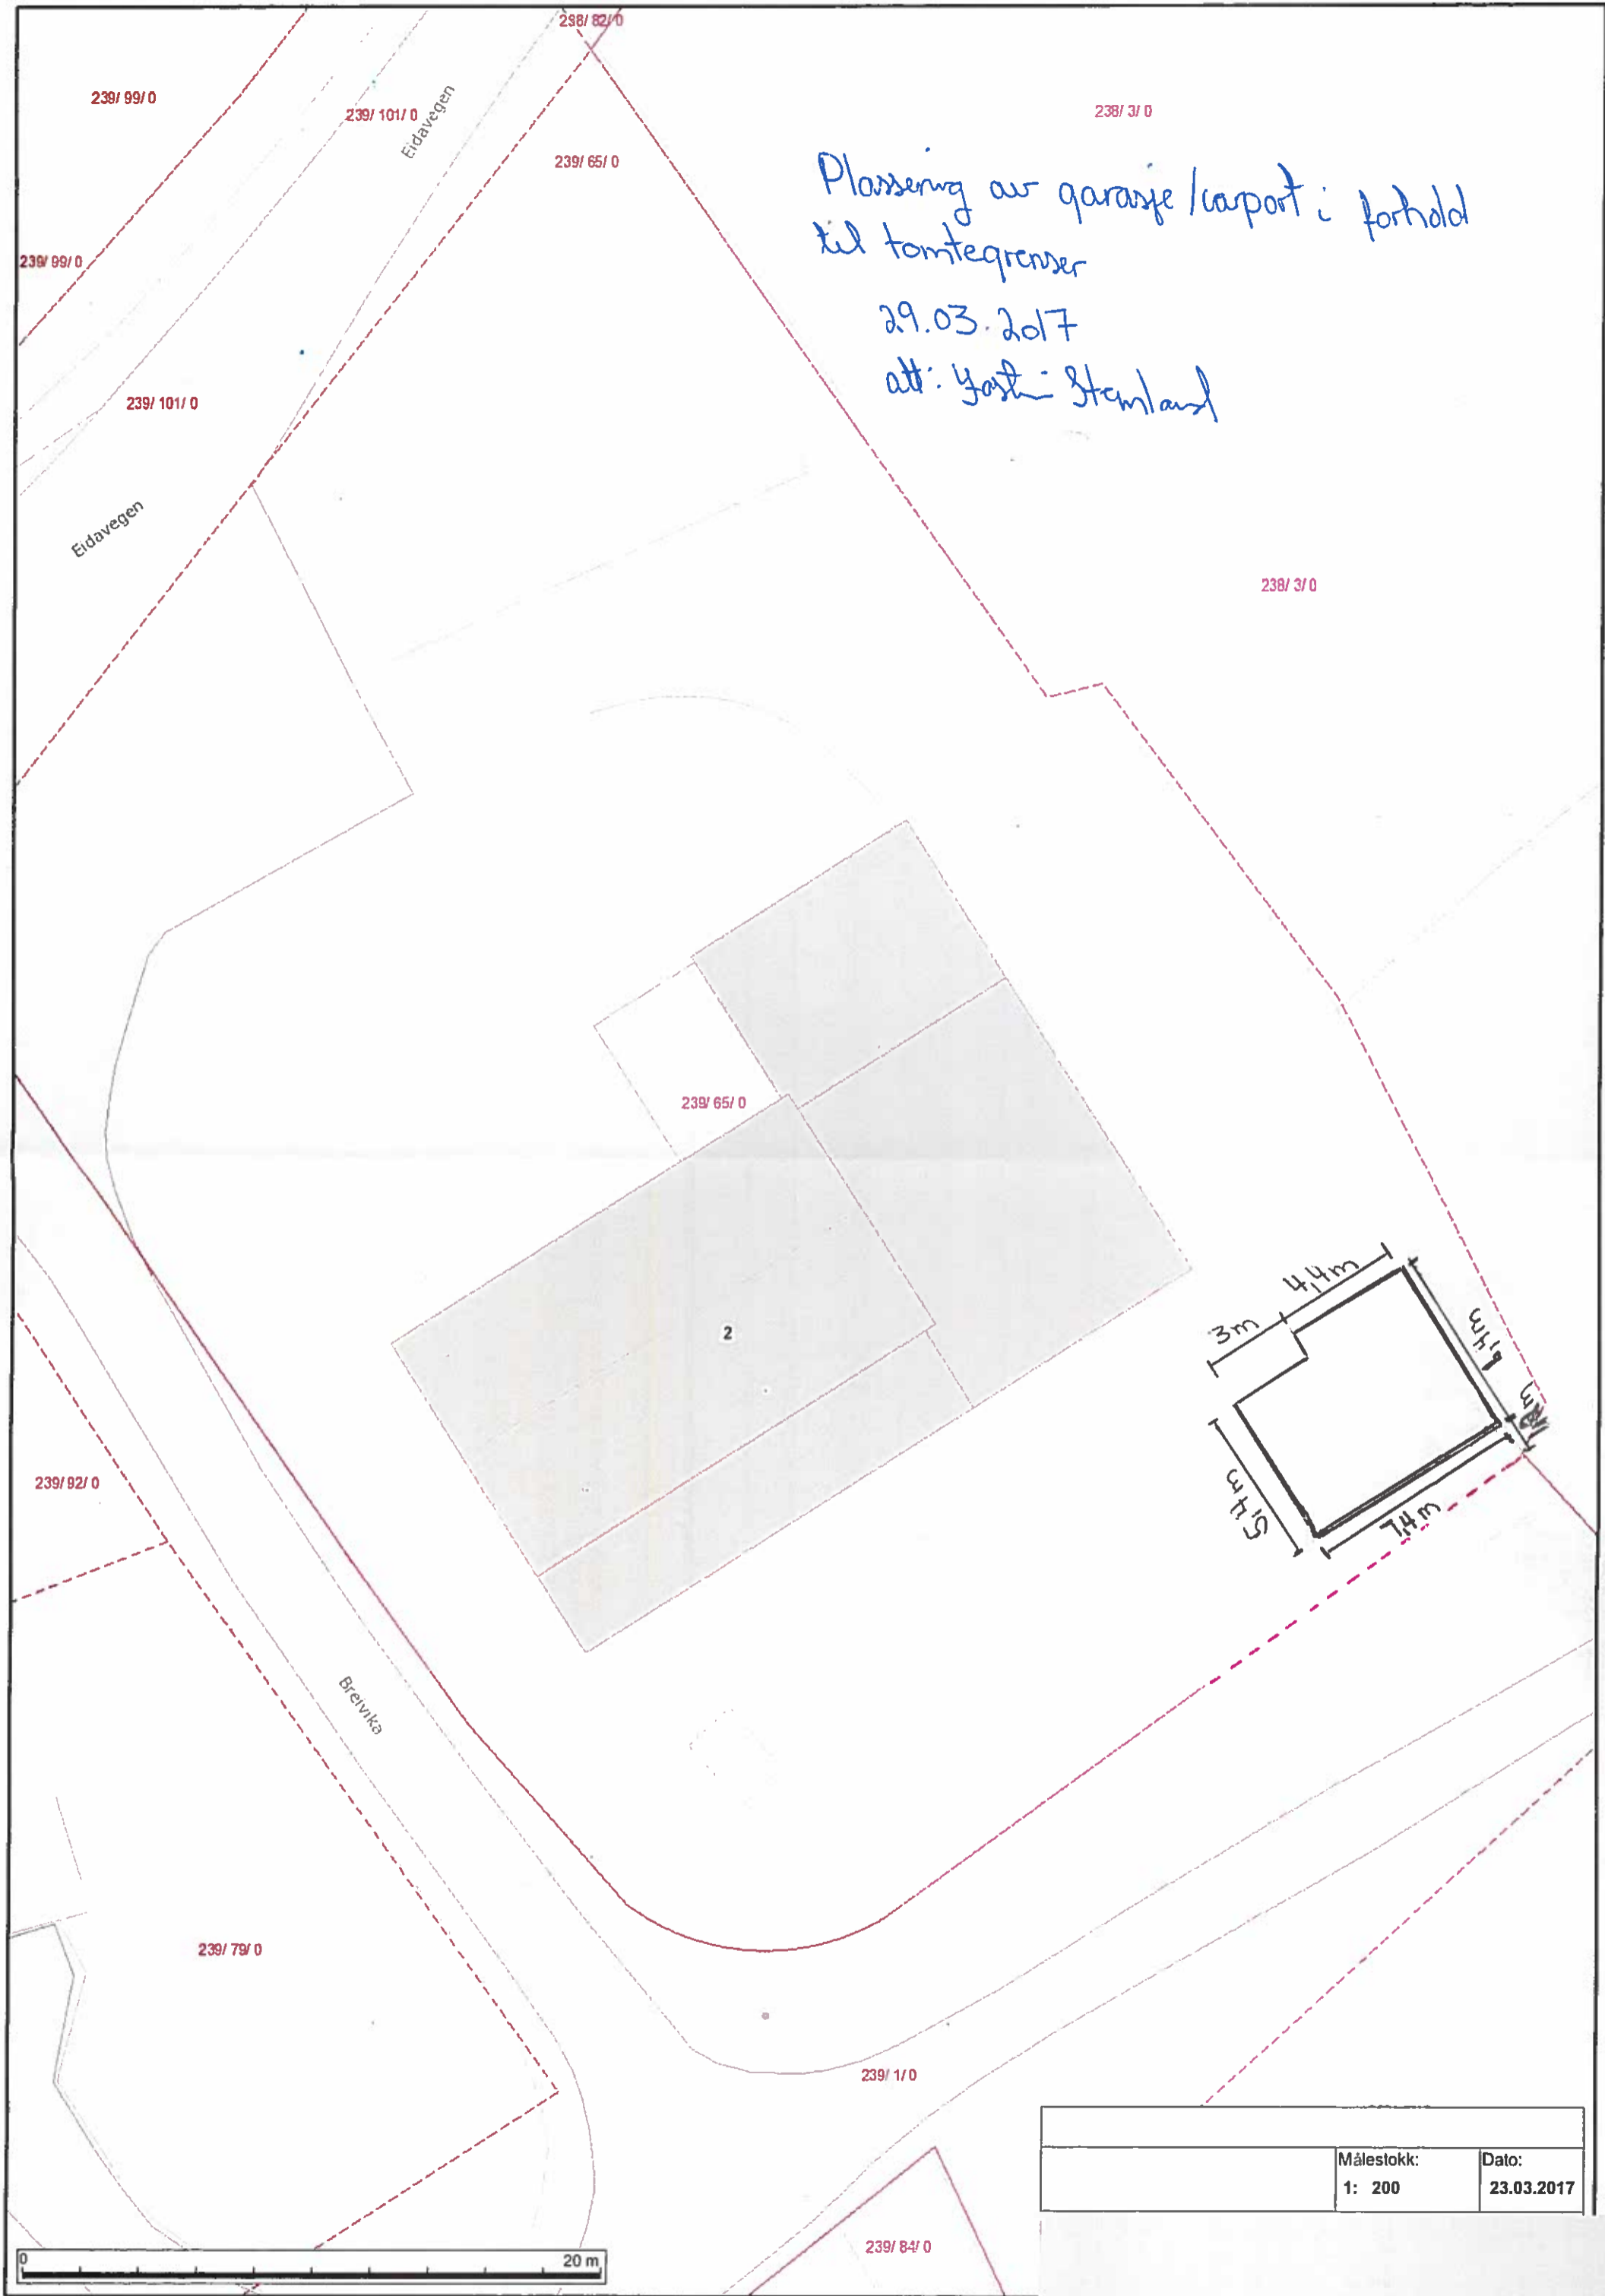 238/ 82/ 0
239/ 99/ 0
239/ 101/ 0
Eidavegen
238/ 3/ 0
239/ 65/ 0
Plassering av garasje/carport i forhold
til tomtegrenser
239/ 99/ 0
29.03.2017
att:
239/ 101/ 0
Eidavegen
238/ 3/ 0
239/ 65/ 0
4,4m
3m
6,4m
2
5,4m
7,4m
239/ 92/ 0
Breivika
239/ 79/ 0
239/ 1/ 0
Målestokk:
1: 200
Dato:
23.03.2017
239/ 84/ 0
0
20 m